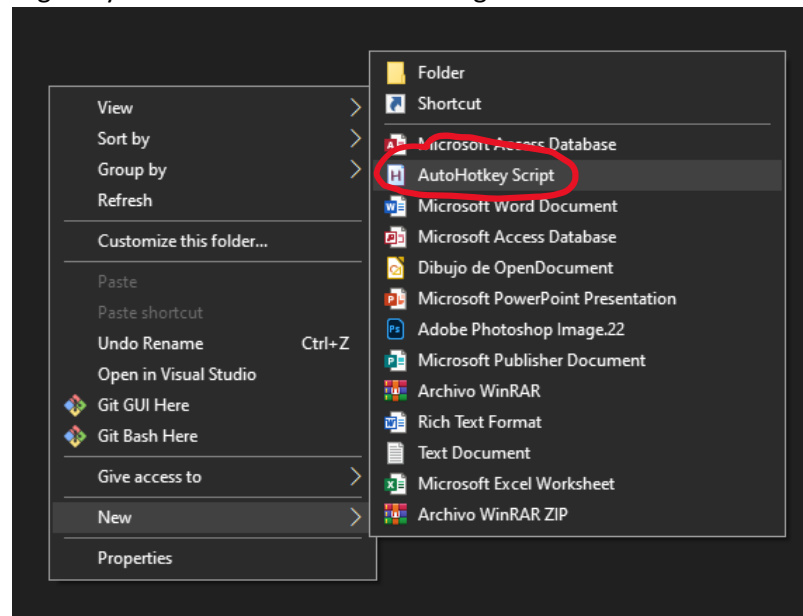 View
Sort by
Group by
Refresh
Customize this folder...
Paste
Paste shortcut
Undo Rename Ctrl+Z
Open in Visual Studio
Git GUI Here
Git Bash Here
Give access to
New
Properties
Folder
Shortcut
Microsoft Access Database
AutoHotkey Script
Microsoft Word Document
Microsoft Access Database
Dibujo de OpenDocument
Microsoft PowerPoint Presentation
Adobe Photoshop Image.22
Microsoft Publisher Document
Archivo WinRAR
Rich Text Format
Text Document
Microsoft Excel Worksheet
Archivo WinRAR ZIP